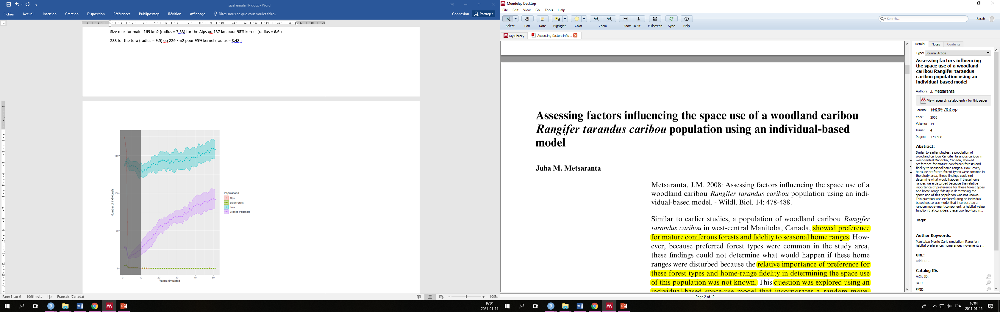 sizeFemaleHR.docx - Word
Fichier Accueil Insertion Création Disposition Références Publipostage Révision Affichage Dites-nous ce que vous voulez faire.. Connexion Partager
Size max for male: 169 km2 (radius = 7,33) for the Alps ou 137 km pour 95% kernel (radius = 6.6 )
283 for the Jura (radius = 9.5) ou 226 km2 pour 95% kernel (radius = 8.48 )
150
100
50
0
Number of individuals
0 10 20 30 40 50
Years simulated
Populations
Alps
Black Forest
Jura
Vosges-Palatinate
Page 5 sur 6 1066 mots Français (Canada) 100%
16:04
2021-01-15
Mendeley Desktop
File Edit View Go Tools Help
Select Pan Note Highlight Color Zoom Zoom To Fit Fullscreen Sync Help
Search...
Sarah
My Library Assessing factors influ...
Assessing factors influencing the space use of a woodland caribou
Rangifer tarandus caribou population using an individual-based
model
Juha M. Metsaranta
Metsaranta, J.M. 2008: Assessing factors influencing the space use of a
woodland caribou Rangifer tarandus caribou population using an indi-
vidual-based model. - Wildl. Biol. 14: 478-488.
Similar to earlier studies, a population of woodland caribou Rangifer
tarandus caribou in west-central Manitoba, Canada, showed preference
for mature coniferous forests and fidelity to seasonal home ranges. How-
ever, because preferred forest types were common in the study area,
these findings could not determine what would happen if these home
ranges were disturbed because the relative importance of preference for
these forest types and home-range fidelity in determining the space use
of this population was not known. This question was explored using an
individual-based space-use model that incorporates a random move-
Page 2 of 12
Details Notes Contents
Type: Journal Article
Assessing factors influencing
the space use of a woodland
caribou Rangifer tarandus
caribou population using an
individual-based model
Authors: J. Metsaranta
View research catalog entry for this paper
Journal: Wildlife Biology
Year: 2008
Volume: 14
Issue: 4
Pages: 478-488
Abstract:
Similar to earlier studies, a population of
woodland caribou Rangifer tarandus caribou in
west-central Manitoba, Canada, showed
preference for mature coniferous forests and
fidelity to seasonal home ranges. How- ever,
because preferred forest types were common in
the study area, these findings could not
determine what would happen if these home
ranges were disturbed because the relative
importance of preference for these forest types
and home-range fidelity in determining the
space use of this population was not known.
This question was explored using an individual-
based space-use model that incorporates a
random move- ment component, a habitat value
function that considers these two fac- tors in...
Tags:
Author Keywords:
Manitoba; Monte Carlo simulation; Rangifer;
habitat preference; homerange; movement; s...
URL:
Add URL...
Catalog IDs
ArXiv ID:
DOI:
PMID:
FRA
16:04
2021-01-15